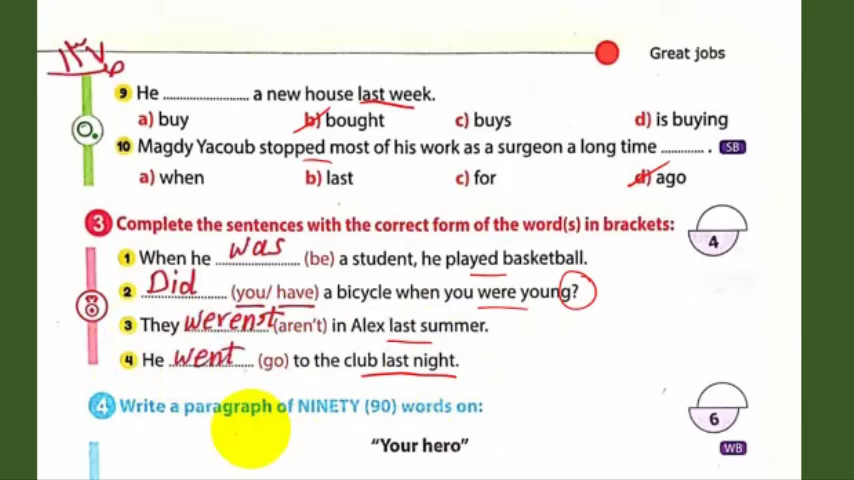 ١٣٧
Great jobs
9 He .................... a new house last week.
a) buy b) bought c) buys d) is buying
10 Magdy Yacoub stopped most of his work as a surgeon a long time .......... . SB
a) when b) last c) for d) ago
3 Complete the sentences with the correct form of the word(s) in brackets:
4
1 When he was (be) a student, he played basketball.
2 Did (you/ have) a bicycle when you were young?
3 They weren't (aren't) in Alex last summer.
4 He went (go) to the club last night.
4 Write a paragraph of NINETY (90) words on:
6
"Your hero" WB